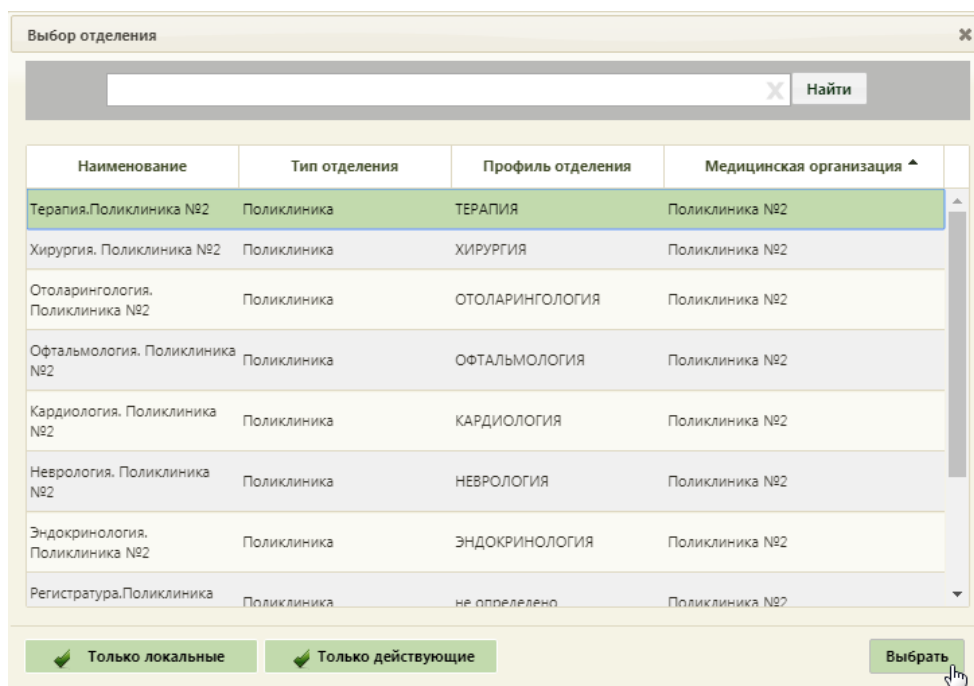 Выбор отделения
Найти
Наименование Тип отделения Профиль отделения Медицинская организация
Терапия.Поликлиника №2 Поликлиника ТЕРАПИЯ Поликлиника №2
Хирургия. Поликлиника №2 Поликлиника ХИРУРГИЯ Поликлиника №2
Отоларингология.
Поликлиника №2 Поликлиника ОТОЛАРИНГОЛОГИЯ Поликлиника №2
Офтальмология. Поликлиника
№2 Поликлиника ОФТАЛЬМОЛОГИЯ Поликлиника №2
Кардиология. Поликлиника
№2 Поликлиника КАРДИОЛОГИЯ Поликлиника №2
Неврология. Поликлиника
№2 Поликлиника НЕВРОЛОГИЯ Поликлиника №2
Эндокринология.
Поликлиника №2 Поликлиника ЭНДОКРИНОЛОГИЯ Поликлиника №2
Регистратура.Поликлиника
Поликлиника не определено Поликлиника №2
Только локальные Только действующие Выбрать